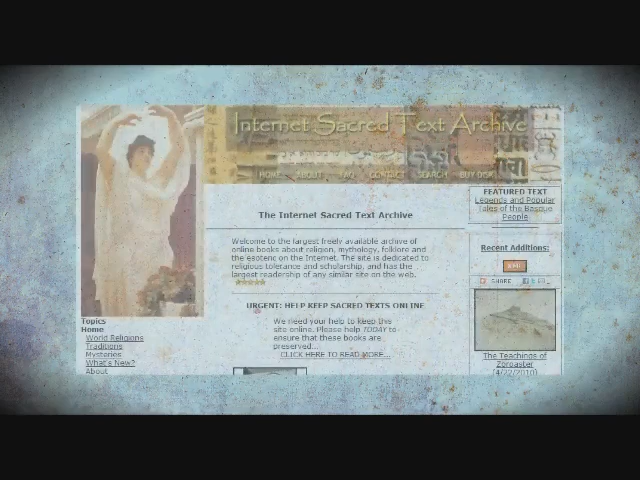 Internet Sacred Text Archive
HOME ABOUT FAQ CONTACT SEARCH BUY DISK
The Internet Sacred Text Archive
Welcome to the largest freely available archive of
online books about religion, mythology, folklore and
the esoteric on the Internet. The site is dedicated to
religious tolerance and scholarship, and has the
largest readership of any similar site on the web.
URGENT: HELP KEEP SACRED TEXTS ONLINE
We need your help to keep this
site online. Please help TODAY to
ensure that these books are
preserved...
CLICK HERE TO READ MORE...
Topics
Home
World Religions
Traditions
Mysteries
What's New?
About
FEATURED TEXT
Legends and Popular
Tales of the Basque
People
Recent Additions:
XML
SHARE
The Teachings of
Zoroaster
(4/22/2010)